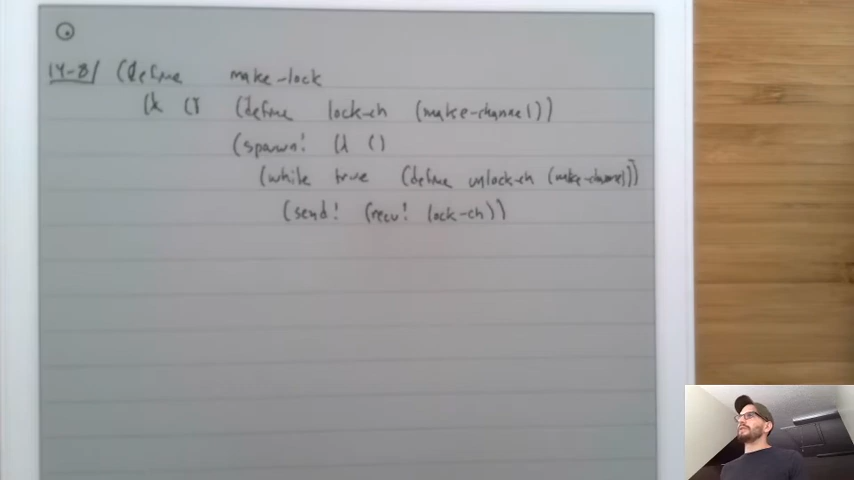 14-8/ (define make-lock
(λ () (define lock-ch (make-channel))
(spawn! (λ ()
(while true (define unlock-ch (make-channel))
(send! (recv! lock-ch))